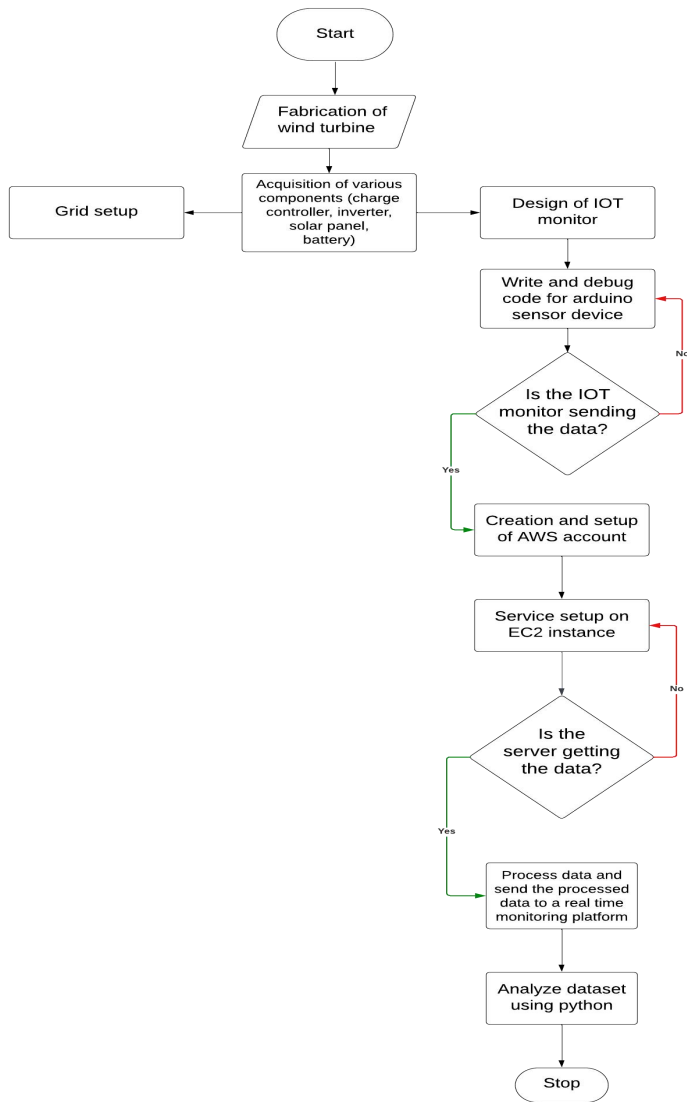 Start
Fabrication of
wind turbine
Grid setup
Acquisition of various
components (charge
controller, inverter,
solar panel,
battery)
Design of IOT
monitor
Write and debug
code for arduino
sensor device
No
Is the IOT
monitor sending
the data?
Yes
Creation and setup
of AWS account
Service setup on
EC2 instance
No
Is the
server getting
the data?
Yes
Process data and
send the processed
data to a real time
monitoring platform
Analyze dataset
using python
Stop